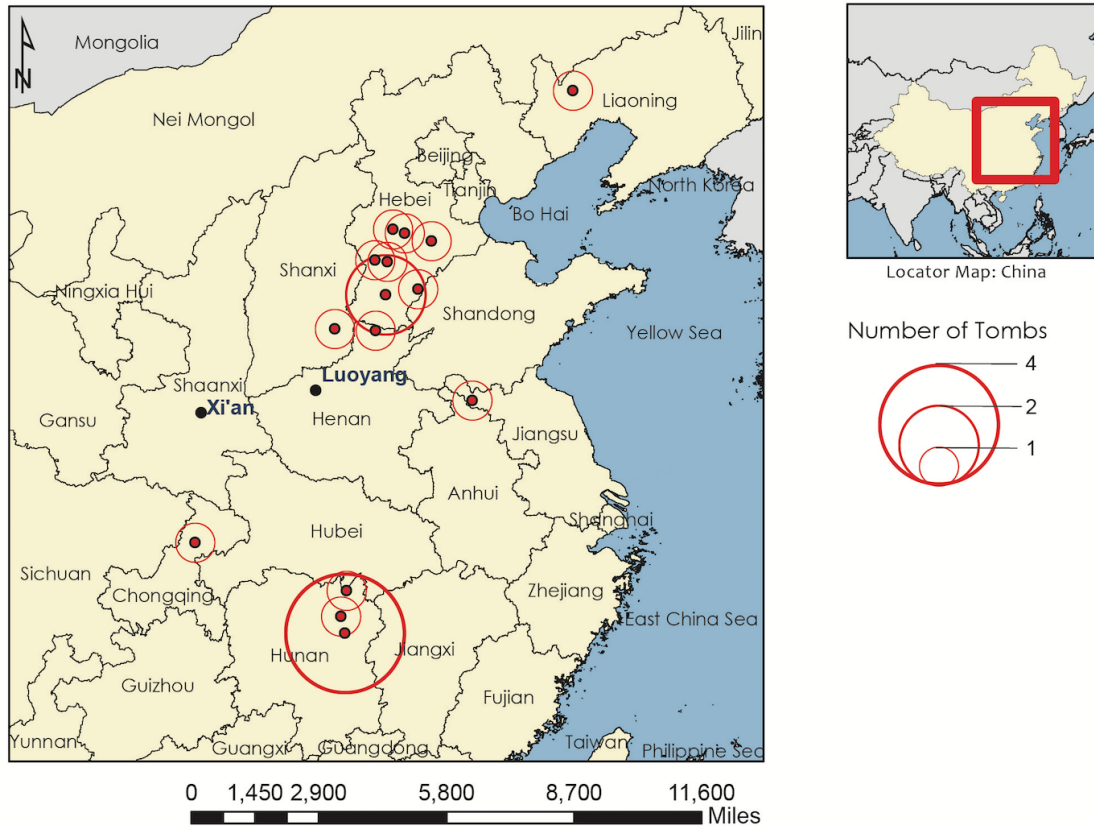 Mongolia
Jilin
N
Liaoning
Nei Mongol
Beijing
Tianjin
North Korea
Hebei
Bo Hai
Shanxi
Ningxia Hui
Shandong
Yellow Sea
Luoyang
Shaanxi
Xi'an
Henan
Gansu
Jiangsu
Anhui
Shanghai
Hubei
Sichuan
Chongqing
Zhejiang
East China Sea
Hunan
Jiangxi
Guizhou
Fujian
Yunnan
Guangxi
Guangdong
Taiwan
Philippine Sea
0 1,450 2,900 5,800 8,700 11,600
Miles
Locator Map: China
Number of Tombs
4
2
1